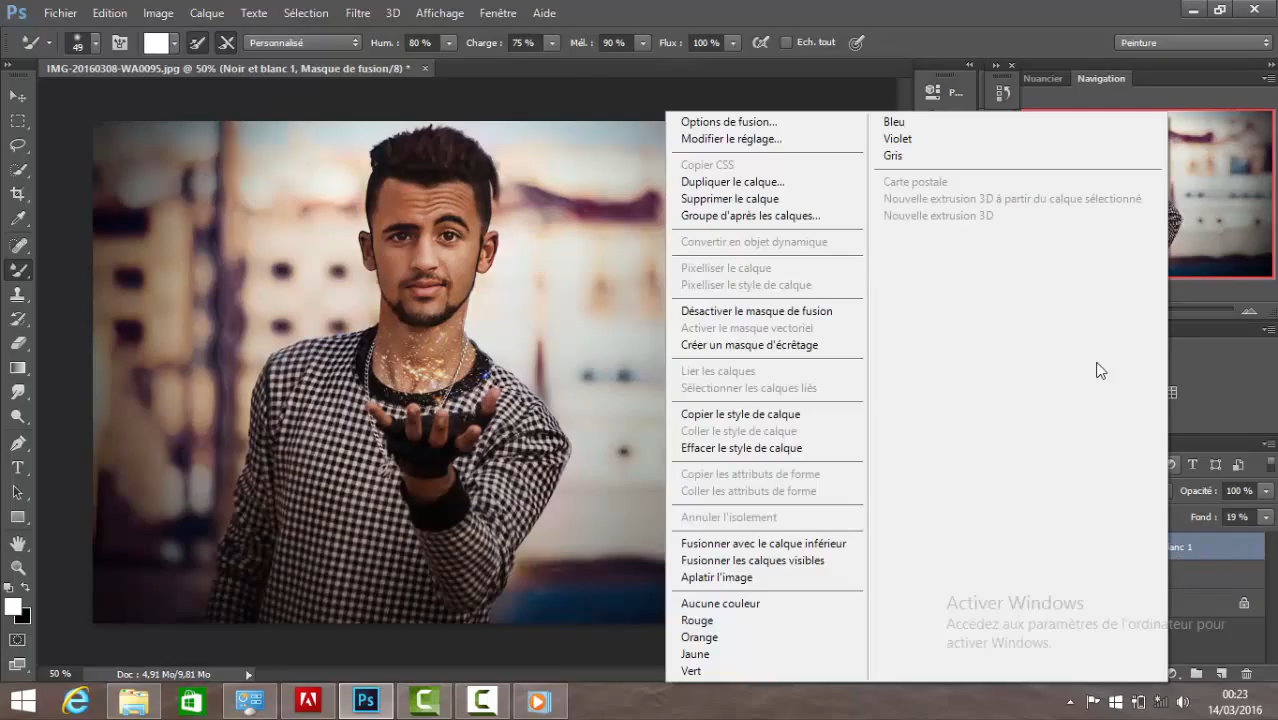 Ps Fichier Edition Image Calque Texte Sélection Filtre 3D Affichage Fenêtre Aide
49 Personnalisé Hum. : 80 % Charge : 75 % Mél. : 90 % Flux : 100 % Ech. tout Peinture
IMG-20160308-WA0095.jpg @ 50% (Noir et blanc 1, Masque de fusion/8) *
P... Nuancier Navigation
Options de fusion...
Modifier le réglage...
Copier CSS
Dupliquer le calque...
Supprimer le calque
Groupe d'après les calques...
Convertir en objet dynamique
Pixelliser le calque
Pixelliser le style de calque
Désactiver le masque de fusion
Activer le masque vectoriel
Créer un masque d'écrêtage
Lier les calques
Sélectionner les calques liés
Copier le style de calque
Coller le style de calque
Effacer le style de calque
Copier les attributs de forme
Coller les attributs de forme
Annuler l'isolement
Fusionner avec le calque inférieur
Fusionner les calques visibles
Aplatir l'image
Aucune couleur
Rouge
Orange
Jaune
Vert
Bleu
Violet
Gris
Carte postale
Nouvelle extrusion 3D à partir du calque sélectionné
Nouvelle extrusion 3D
Opacité : 100 %
Fond : 19 %
anc 1
Activer Windows
Accédez aux paramètres de l'ordinateur pour
activer Windows.
50 % Doc : 4,91 Mo/9,81 Mo
Ps
00:23
14/03/2016